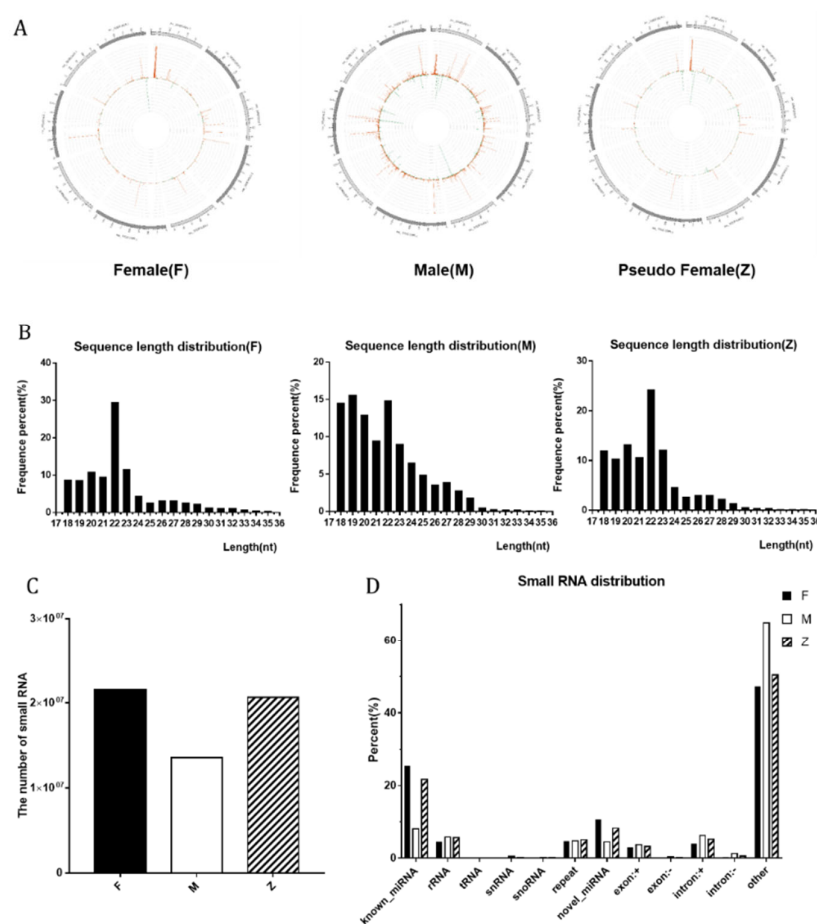 A
Female(F)
Male(M)
Pseudo Female(Z)
B
Sequence length distribution(F)
Frequence percent(%)
40
30
20
10
0
17 18 19 20 21 22 23 24 25 26 27 28 29 30 31 32 33 34 35 36
Length(nt)
Sequence length distribution(M)
Frequence percent(%)
20
15
10
5
0
17 18 19 20 21 22 23 24 25 26 27 28 29 30 31 32 33 34 35 36
Length(nt)
Sequence length distribution(Z)
Frequence percent(%)
30
20
10
0
17 18 19 20 21 22 23 24 25 26 27 28 29 30 31 32 33 34 35 36
Length(nt)
C
The number of small RNA
3×10⁰⁷
2×10⁰⁷
1×10⁰⁷
0
F
M
Z
D
Small RNA distribution
F
M
Z
Percent(%)
60
40
20
0
known_miRNA
rRNA
tRNA
snRNA
snoRNA
repeat
novel_miRNA
exon:+
exon:-
intron:+
intron:-
other